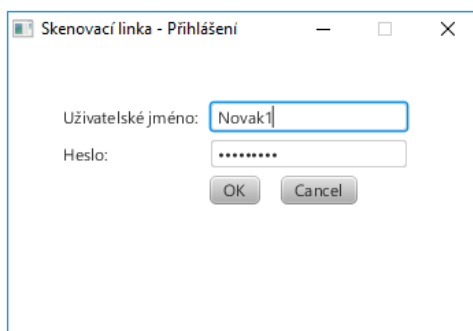 Skenovací linka - Přihlášení
Uživatelské jméno: Novak1
Heslo: •••••••••
OK Cancel